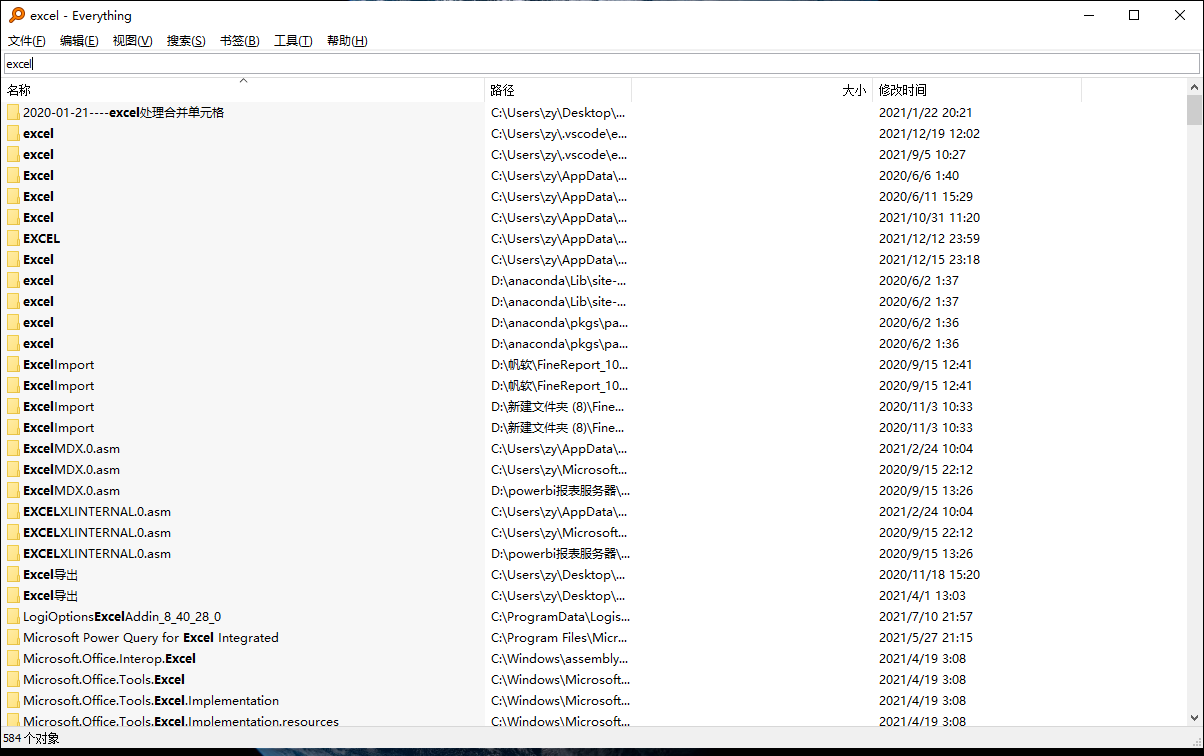 excel - Everything
文件(F) 编辑(E) 视图(V) 搜索(S) 书签(B) 工具(T) 帮助(H)
excel
名称 路径 大小 修改时间
2020-01-21----excel处理合并单元格 C:\Users\zy\Desktop\... 2021/1/22 20:21
excel C:\Users\zy\.vscode\e... 2021/12/19 12:02
excel C:\Users\zy\.vscode\e... 2021/9/5 10:27
Excel C:\Users\zy\AppData\... 2020/6/6 1:40
Excel C:\Users\zy\AppData\... 2020/6/11 15:29
Excel C:\Users\zy\AppData\... 2021/10/31 11:20
EXCEL C:\Users\zy\AppData\... 2021/12/12 23:59
Excel C:\Users\zy\AppData\... 2021/12/15 23:18
excel D:\anaconda\Lib\site-... 2020/6/2 1:37
excel D:\anaconda\Lib\site-... 2020/6/2 1:37
excel D:\anaconda\pkgs\pa... 2020/6/2 1:36
excel D:\anaconda\pkgs\pa... 2020/6/2 1:36
ExcelImport D:\帆软\FineReport_10... 2020/9/15 12:41
ExcelImport D:\帆软\FineReport_10... 2020/9/15 12:41
ExcelImport D:\新建文件夹 (8)\Fine... 2020/11/3 10:33
ExcelImport D:\新建文件夹 (8)\Fine... 2020/11/3 10:33
ExcelMDX.0.asm C:\Users\zy\AppData\... 2021/2/24 10:04
ExcelMDX.0.asm C:\Users\zy\Microsoft... 2020/9/15 22:12
ExcelMDX.0.asm D:\powerbi报表服务器\... 2020/9/15 13:26
EXCELXLINTERNAL.0.asm C:\Users\zy\AppData\... 2021/2/24 10:04
EXCELXLINTERNAL.0.asm C:\Users\zy\Microsoft... 2020/9/15 22:12
EXCELXLINTERNAL.0.asm D:\powerbi报表服务器\... 2020/9/15 13:26
Excel导出 C:\Users\zy\Desktop\... 2020/11/18 15:20
Excel导出 C:\Users\zy\Desktop\... 2021/4/1 13:03
LogiOptionsExcelAddin_8_40_28_0 C:\ProgramData\Logis... 2021/7/10 21:57
Microsoft Power Query for Excel Integrated C:\Program Files\Micr... 2021/5/27 21:15
Microsoft.Office.Interop.Excel C:\Windows\assembly... 2021/4/19 3:08
Microsoft.Office.Tools.Excel C:\Windows\Microsoft... 2021/4/19 3:08
Microsoft.Office.Tools.Excel.Implementation C:\Windows\Microsoft... 2021/4/19 3:08
Microsoft.Office.Tools.Excel.Implementation.resources C:\Windows\Microsoft... 2021/4/19 3:08
584 个对象